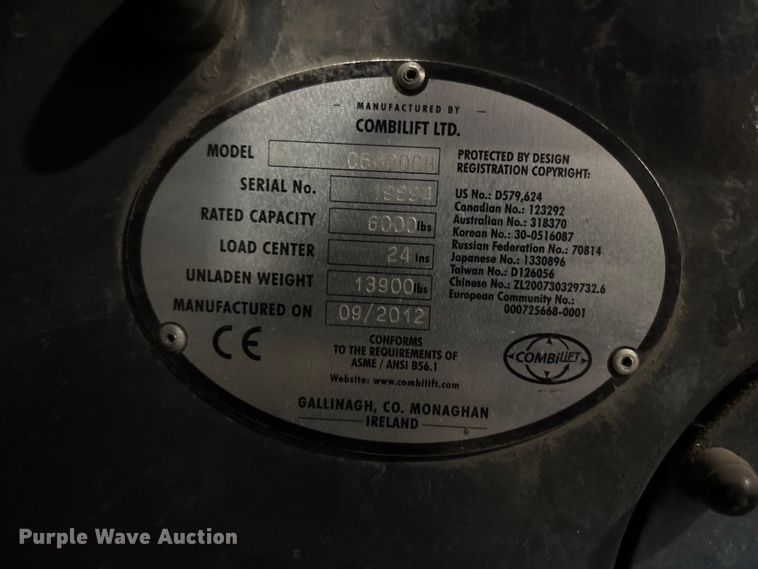 MANUFACTURED BY
COMBILIFT LTD.
MODEL
SERIAL No.
RATED CAPACITY 6000 lbs
LOAD CENTER 24 ins
UNLADEN WEIGHT 13900 lbs
MANUFACTURED ON 09/2012
PROTECTED BY DESIGN
REGISTRATION COPYRIGHT:
US No.: D579,624
Canadian No.: 123292
Australian No.: 318370
Korean No.: 30-0516087
Russian Federation No.: 70814
Japanese No.: 1330896
Taiwan No.: D126056
Chinese No.: ZL200730329732.6
European Community No.:
000725668-0001
CE
CONFORMS
TO THE REQUIREMENTS OF
ASME / ANSI B56.1
Website: www.combilift.com
COMBiLIFT
GALLINAGH, CO. MONAGHAN
IRELAND
Purple Wave Auction